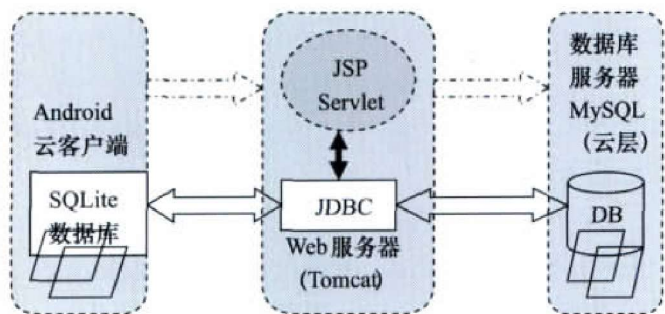 Android
云客户端
SQLite
数据库
JSP
Servlet
JDBC
Web服务器
(Tomcat)
数据库
服务器
MySQL
(云层)
DB